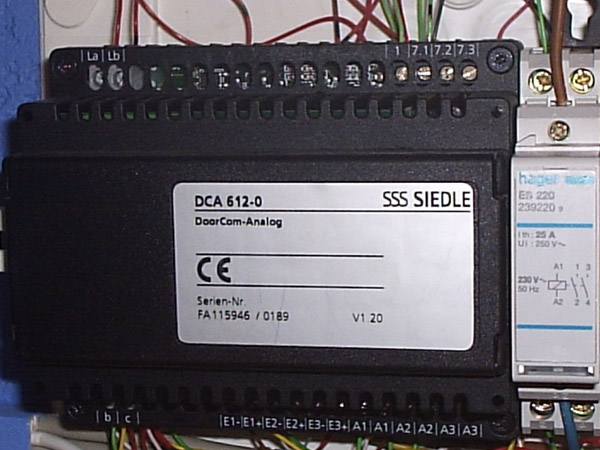 La Lb 1 7.1 7.2 7.3
DCA 612-0 SSS SIEDLE
DoorCom-Analog
CE
Serien-Nr.
FA115946 / 0189 V1.20
b c E1- E1+ E2- E2+ E3- E3+ A1 A1 A2 A2 A3 A3
hager
ES 220
239220 9
Ith: 25 A
Ui: 250 V~
A1 1 3
230 V~
50 Hz
A2 2 4